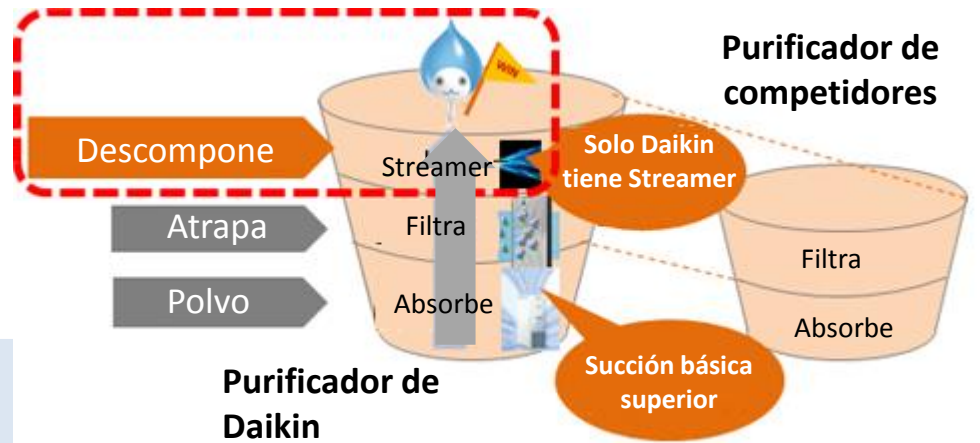 WIN
Purificador de
competidores
Descompone
Streamer
Solo Daikin
tiene Streamer
Atrapa
Filtra
Filtra
Polvo
Absorbe
Absorbe
Succión básica
superior
Purificador de
Daikin